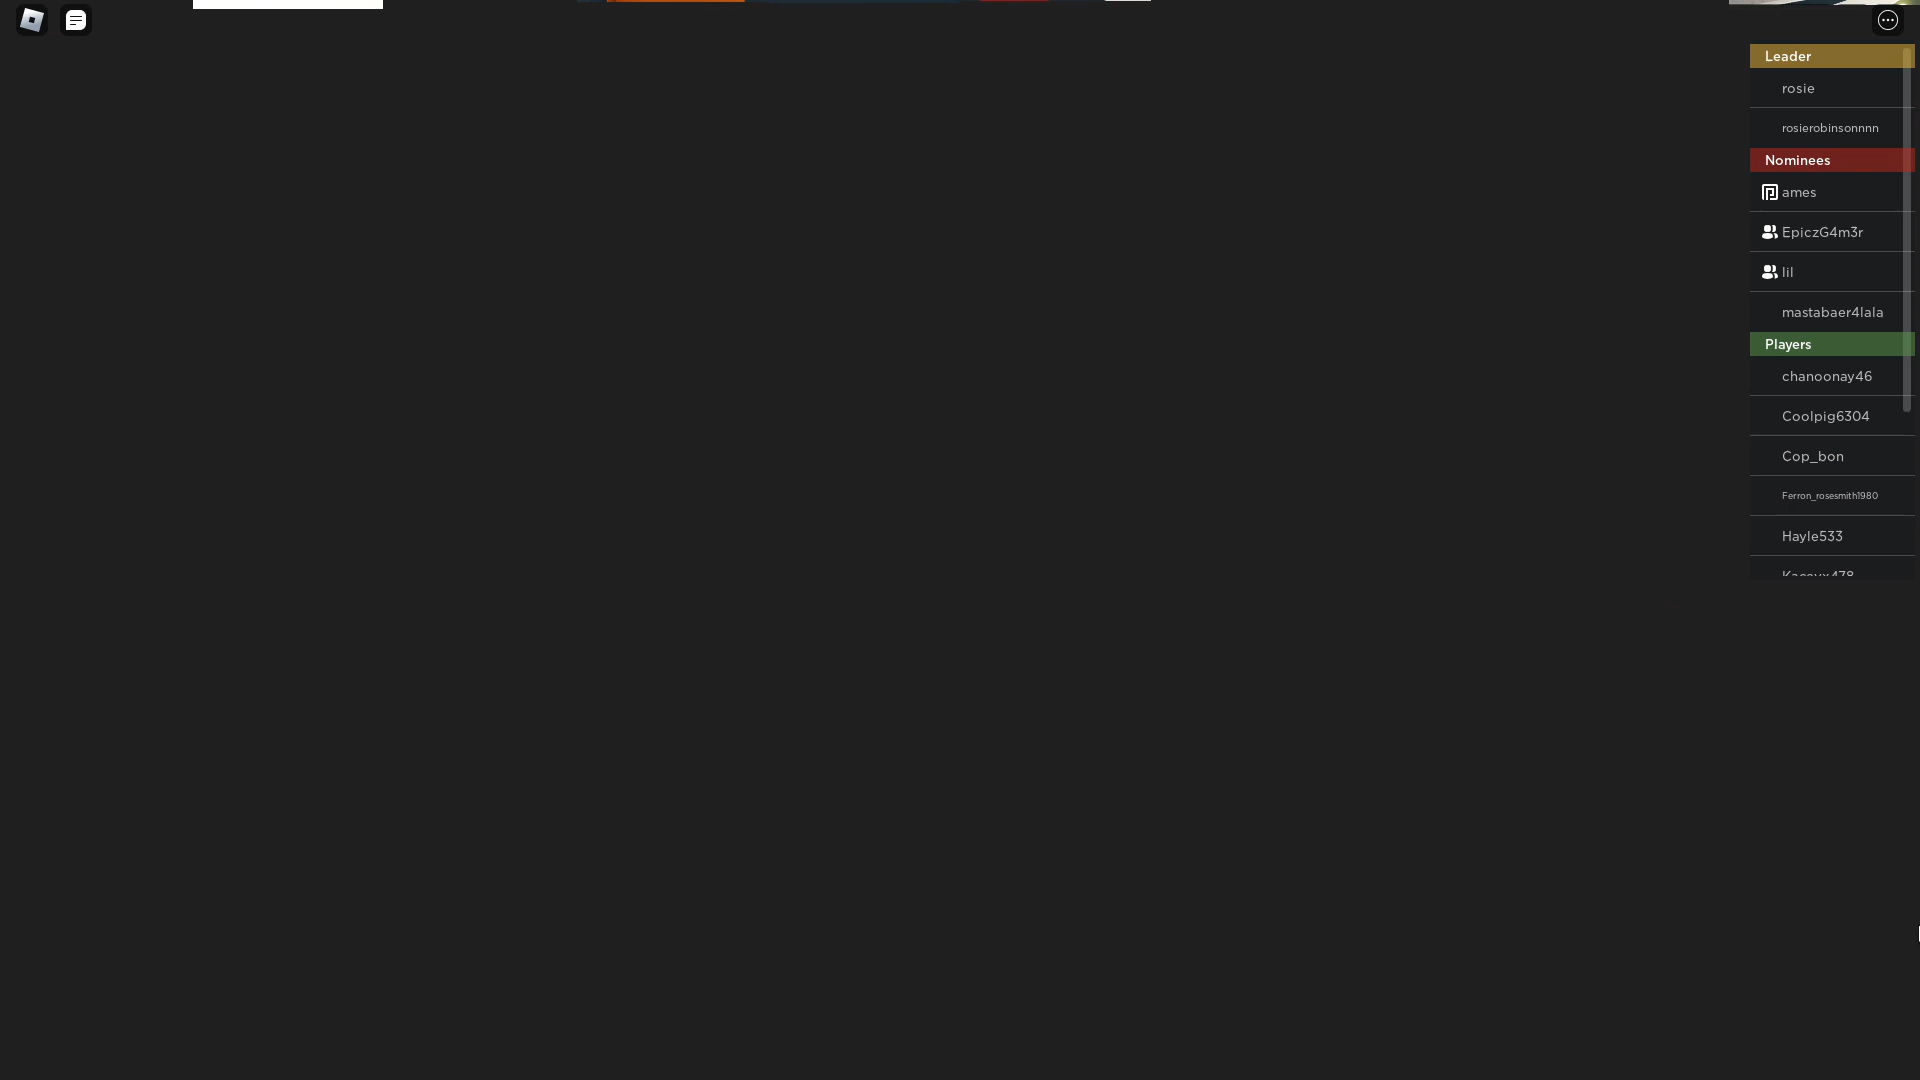 Leader
rosie
rosierobinsonnnn
Nominees
ames
EpiczG4m3r
lil
mastabaer4lala
Players
chanoonay46
Coolpig6304
Cop_bon
Ferron_rosesmith1980
Hayle533